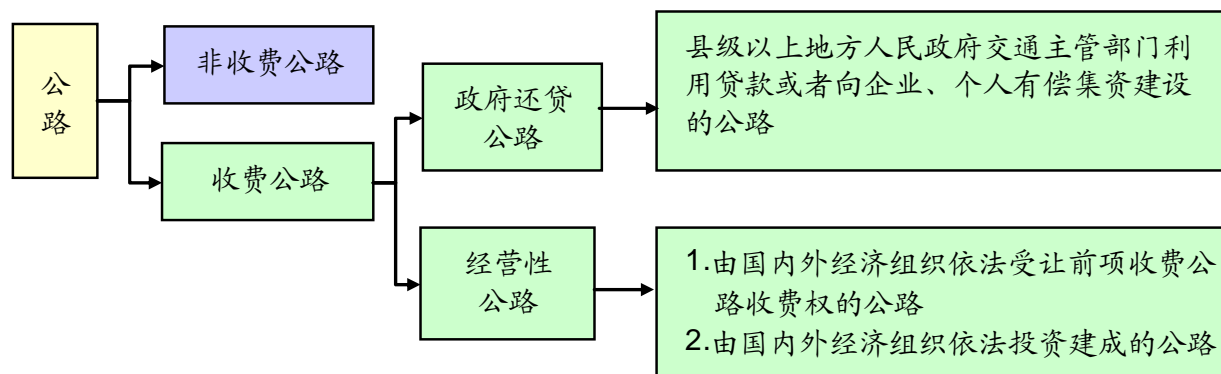 公
路
非收费公路
收费公路
政府还贷
公路
县级以上地方人民政府交通主管部门利
用贷款或者向企业、个人有偿集资建设
的公路
经营性
公路
1.由国内外经济组织依法受让前项收费公
路收费权的公路
2.由国内外经济组织依法投资建成的公路